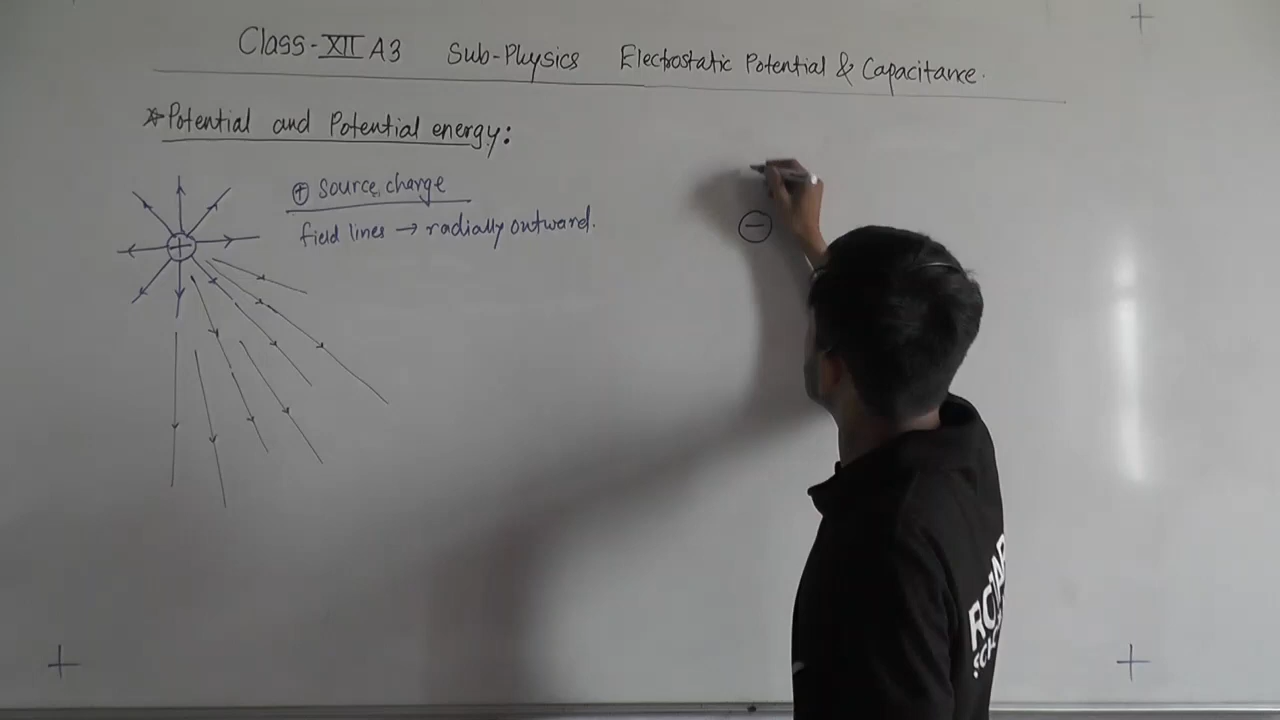 Class-XII A3 Sub-Physics Electrostatic Potential & Capacitance.
*Potential and Potential energy:
⊕ source charge
field lines → radially outward.
+
−